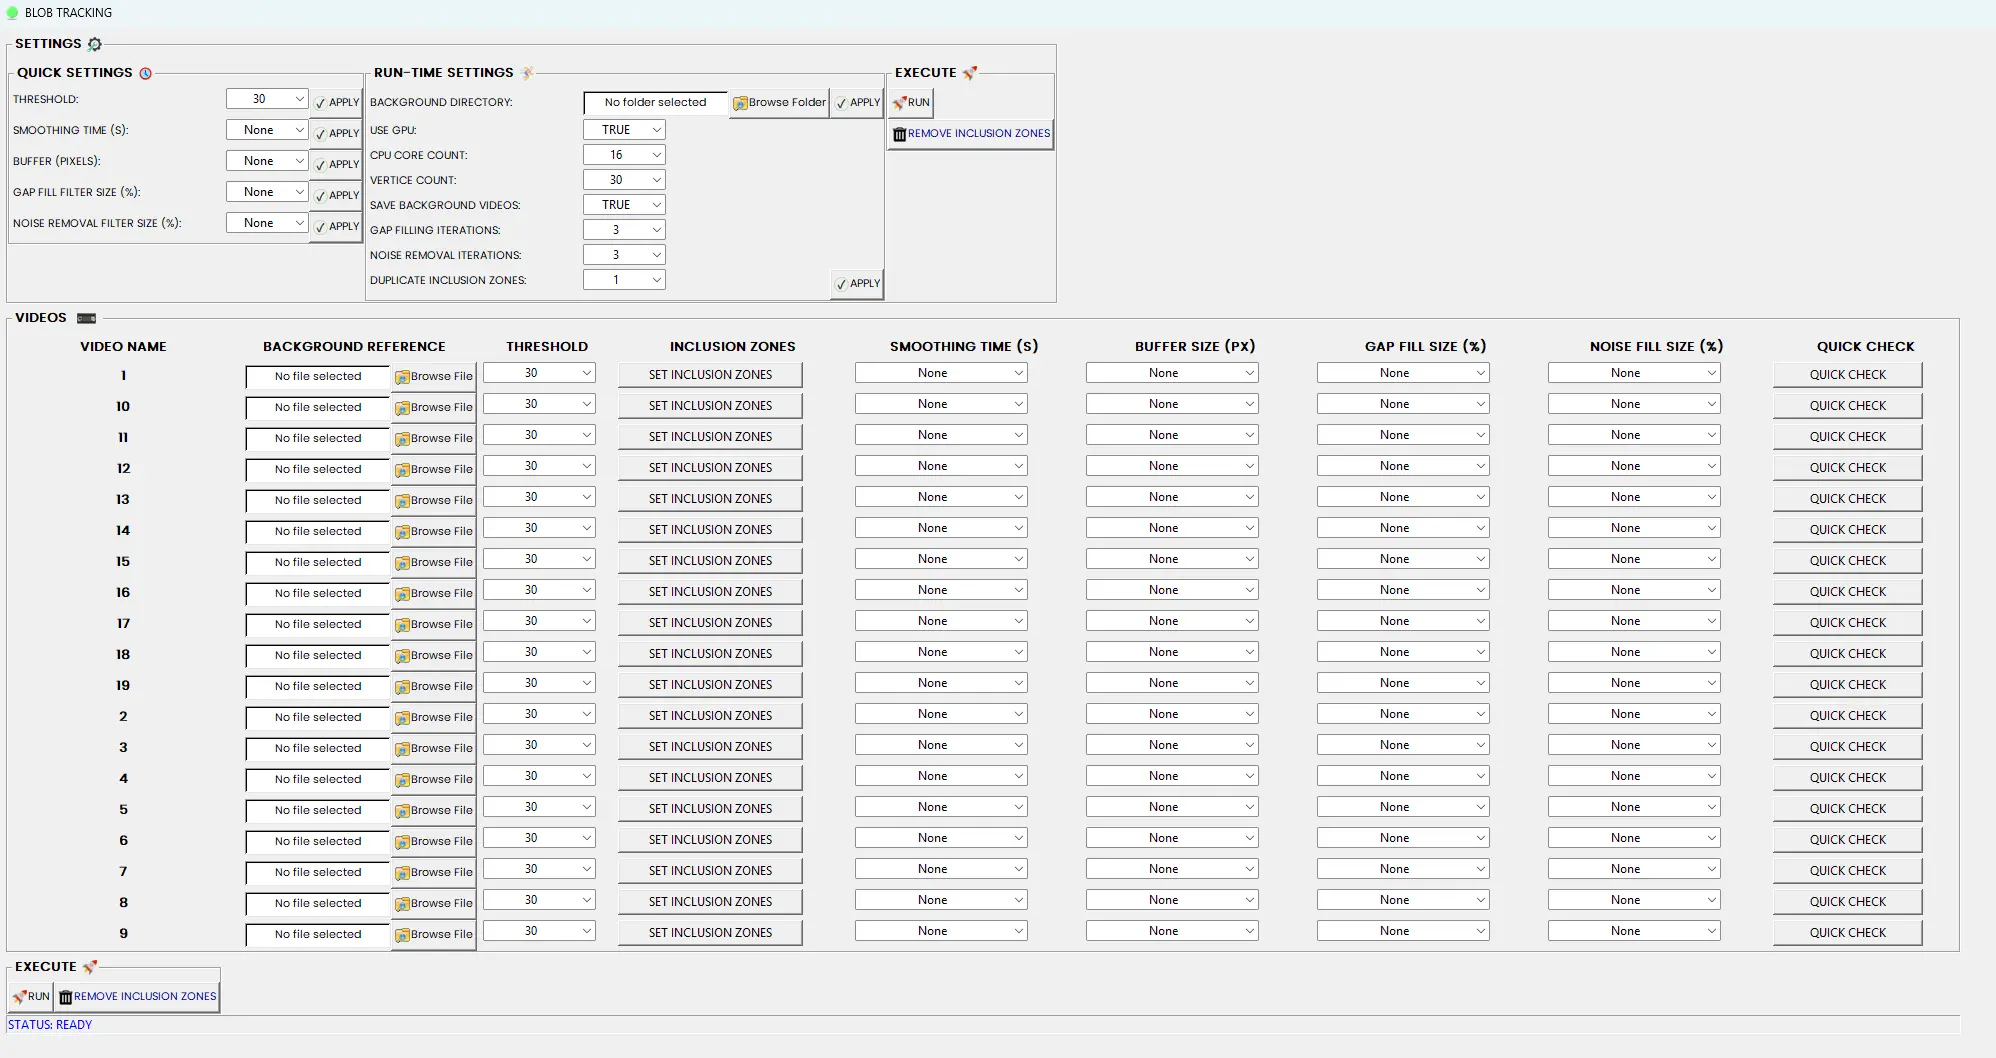 BLOB TRACKING
SETTINGS
QUICK SETTINGS
THRESHOLD: 30 APPLY
SMOOTHING TIME (S): None APPLY
BUFFER (PIXELS): None APPLY
GAP FILL FILTER SIZE (%): None APPLY
NOISE REMOVAL FILTER SIZE (%): None APPLY
RUN-TIME SETTINGS
BACKGROUND DIRECTORY: No folder selected Browse Folder APPLY
USE GPU: TRUE
CPU CORE COUNT: 16
VERTICE COUNT: 30
SAVE BACKGROUND VIDEOS: TRUE
GAP FILLING ITERATIONS: 3
NOISE REMOVAL ITERATIONS: 3
DUPLICATE INCLUSION ZONES: 1 APPLY
EXECUTE
RUN
REMOVE INCLUSION ZONES
VIDEOS
VIDEO NAME BACKGROUND REFERENCE THRESHOLD INCLUSION ZONES SMOOTHING TIME (S) BUFFER SIZE (PX) GAP FILL SIZE (%) NOISE FILL SIZE (%) QUICK CHECK
1 No file selected Browse File 30 SET INCLUSION ZONES None None None None QUICK CHECK
10 No file selected Browse File 30 SET INCLUSION ZONES None None None None QUICK CHECK
11 No file selected Browse File 30 SET INCLUSION ZONES None None None None QUICK CHECK
12 No file selected Browse File 30 SET INCLUSION ZONES None None None None QUICK CHECK
13 No file selected Browse File 30 SET INCLUSION ZONES None None None None QUICK CHECK
14 No file selected Browse File 30 SET INCLUSION ZONES None None None None QUICK CHECK
15 No file selected Browse File 30 SET INCLUSION ZONES None None None None QUICK CHECK
16 No file selected Browse File 30 SET INCLUSION ZONES None None None None QUICK CHECK
17 No file selected Browse File 30 SET INCLUSION ZONES None None None None QUICK CHECK
18 No file selected Browse File 30 SET INCLUSION ZONES None None None None QUICK CHECK
19 No file selected Browse File 30 SET INCLUSION ZONES None None None None QUICK CHECK
2 No file selected Browse File 30 SET INCLUSION ZONES None None None None QUICK CHECK
3 No file selected Browse File 30 SET INCLUSION ZONES None None None None QUICK CHECK
4 No file selected Browse File 30 SET INCLUSION ZONES None None None None QUICK CHECK
5 No file selected Browse File 30 SET INCLUSION ZONES None None None None QUICK CHECK
6 No file selected Browse File 30 SET INCLUSION ZONES None None None None QUICK CHECK
7 No file selected Browse File 30 SET INCLUSION ZONES None None None None QUICK CHECK
8 No file selected Browse File 30 SET INCLUSION ZONES None None None None QUICK CHECK
9 No file selected Browse File 30 SET INCLUSION ZONES None None None None QUICK CHECK
EXECUTE
RUN REMOVE INCLUSION ZONES
STATUS: READY